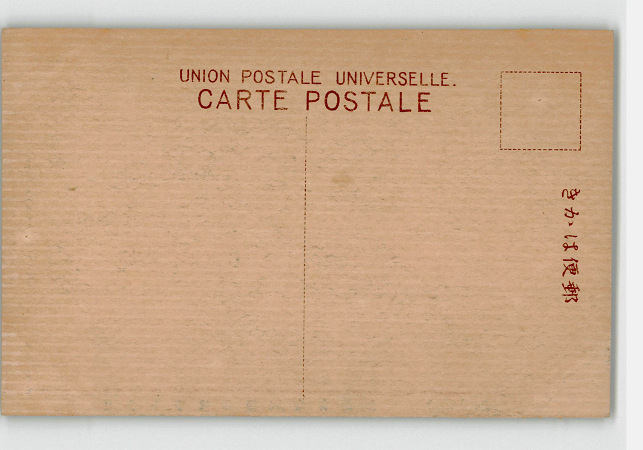 UNION POSTALE UNIVERSELLE.
CARTE POSTALE
きかは便郵